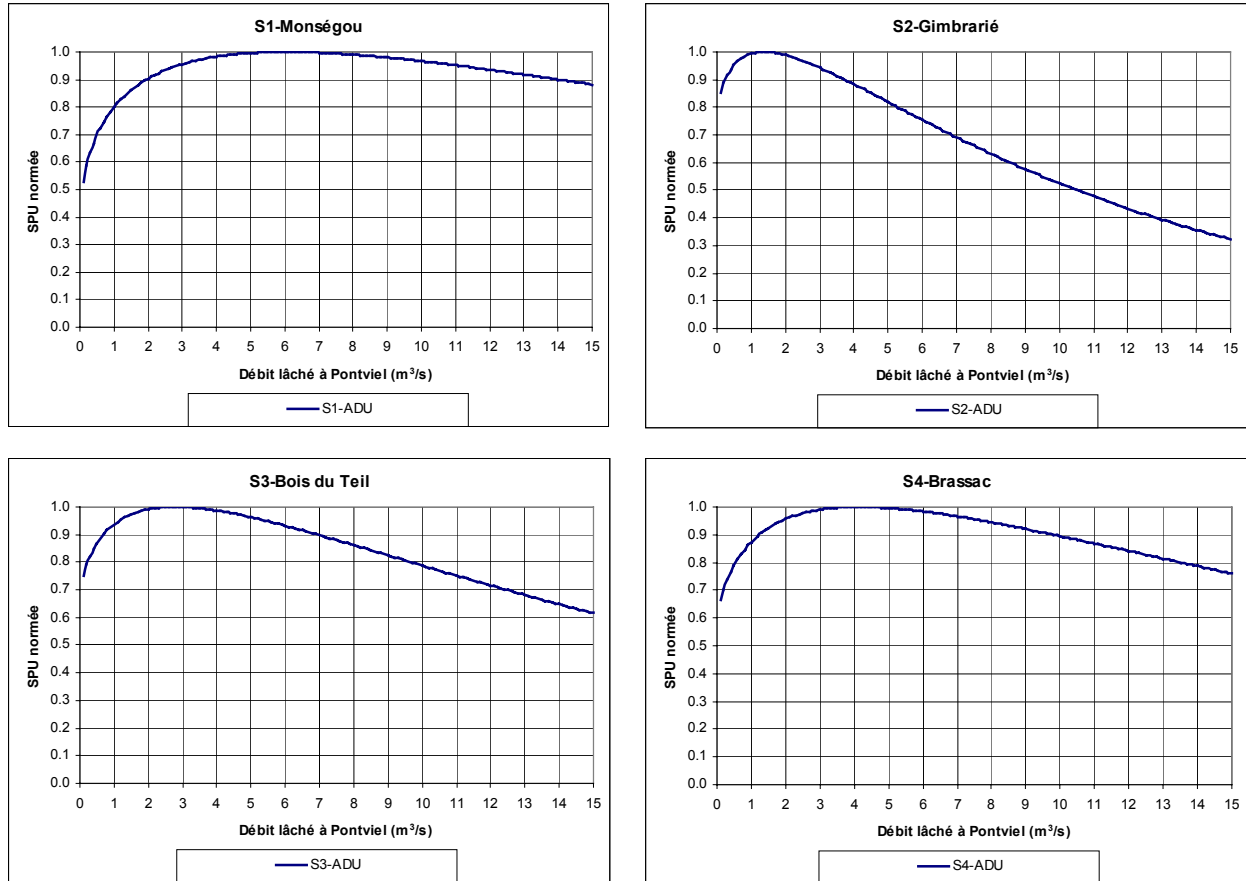 S1-Monségou
SPU normée
1.0
0.9
0.8
0.7
0.6
0.5
0.4
0.3
0.2
0.1
0.0
0 1 2 3 4 5 6 7 8 9 10 11 12 13 14 15
Débit lâché à Pontviel (m³/s)
S1-ADU
S2-Gimbrarié
SPU normée
1.0
0.9
0.8
0.7
0.6
0.5
0.4
0.3
0.2
0.1
0.0
0 1 2 3 4 5 6 7 8 9 10 11 12 13 14 15
Débit lâché à Pontviel (m³/s)
S2-ADU
S3-Bois du Teil
SPU normée
1.0
0.9
0.8
0.7
0.6
0.5
0.4
0.3
0.2
0.1
0.0
0 1 2 3 4 5 6 7 8 9 10 11 12 13 14 15
Débit lâché à Pontviel (m³/s)
S3-ADU
S4-Brassac
SPU normée
1.0
0.9
0.8
0.7
0.6
0.5
0.4
0.3
0.2
0.1
0.0
0 1 2 3 4 5 6 7 8 9 10 11 12 13 14 15
Débit lâché à Pontviel (m³/s)
S4-ADU